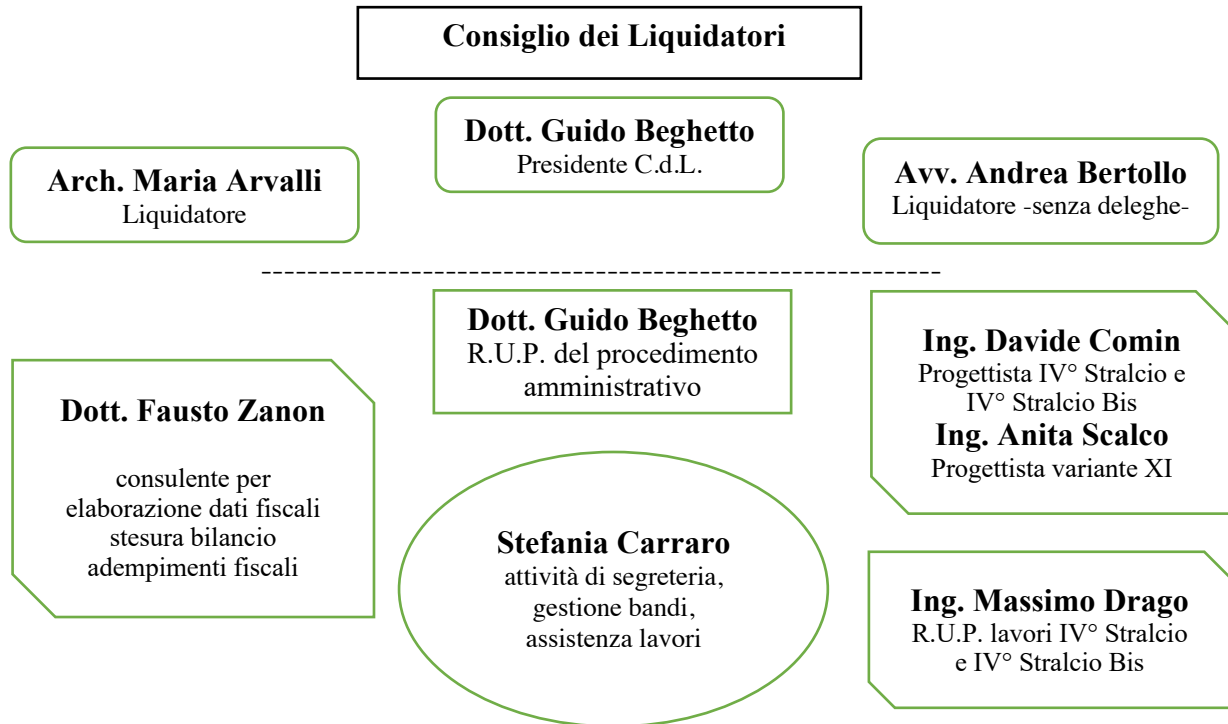 Consiglio dei Liquidatori
Dott. Guido Beghetto
Presidente C.d.L.
Arch. Maria Arvalli
Liquidatore
Avv. Andrea Bertollo
Liquidatore -senza deleghe-
Dott. Guido Beghetto
R.U.P. del procedimento
amministrativo
Ing. Davide Comin
Progettista IV° Stralcio e
IV° Stralcio Bis
Ing. Anita Scalco
Progettista variante XI
Dott. Fausto Zanon
consulente per
elaborazione dati fiscali
stesura bilancio
adempimenti fiscali
Stefania Carraro
attività di segreteria,
gestione bandi,
assistenza lavori
Ing. Massimo Drago
R.U.P. lavori IV° Stralcio
e IV° Stralcio Bis